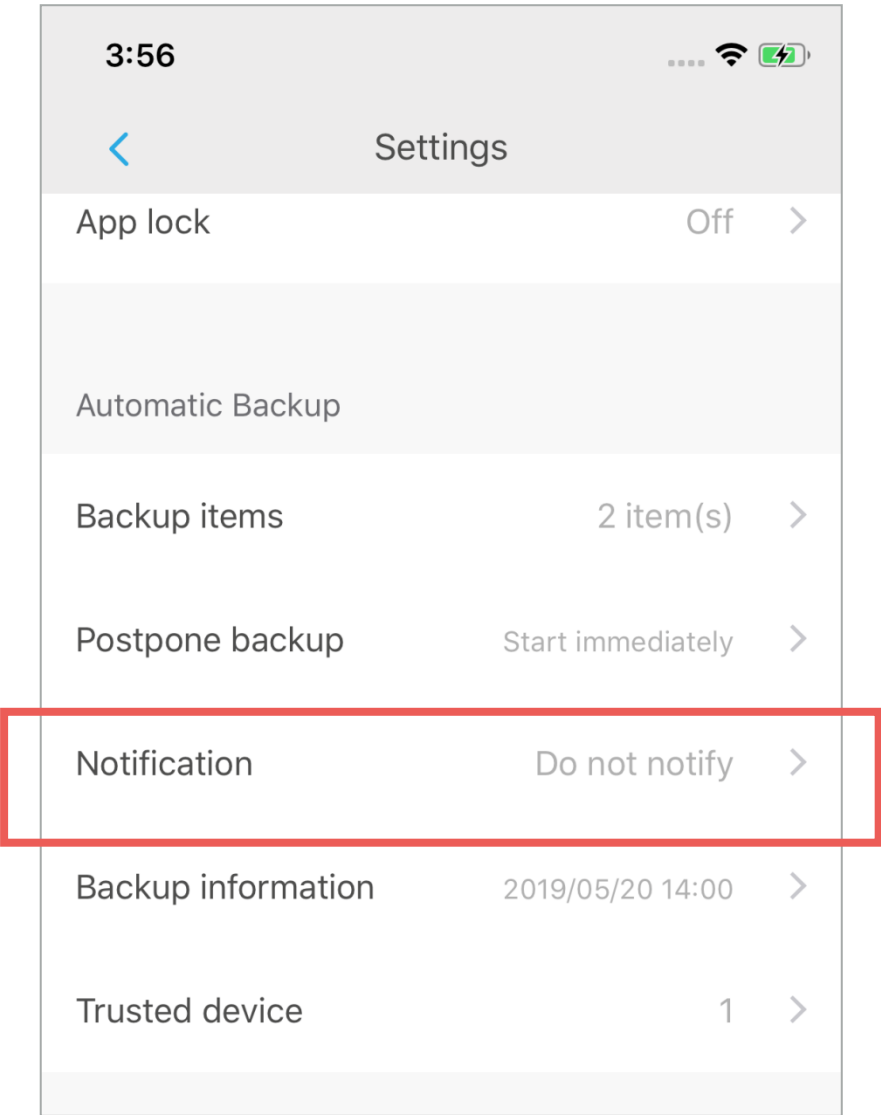 3:56
Settings
App lock Off
Automatic Backup
Backup items 2 item(s)
Postpone backup Start immediately
Notification Do not notify
Backup information 2019/05/20 14:00
Trusted device 1